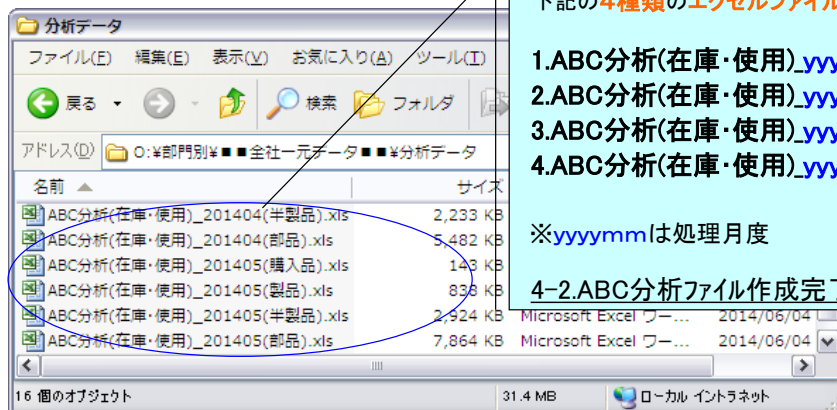 分析データ
ファイル(F) 編集(E) 表示(V) お気に入り(A) ツール(T)
戻る 検索 フォルダ
アドレス(D) O:¥部門別¥■■全社一元データ■■¥分析データ
名前 サイズ
ABC分析(在庫・使用)_201404(半製品).xls 2,233 KB
ABC分析(在庫・使用)_201404(部品).xls 5,482 KB
ABC分析(在庫・使用)_201405(購入品).xls 143 KB
ABC分析(在庫・使用)_201405(製品).xls 838 KB
ABC分析(在庫・使用)_201405(半製品).xls 2,924 KB Microsoft Excel ワー... 2014/06/04
ABC分析(在庫・使用)_201405(部品).xls 7,864 KB Microsoft Excel ワー... 2014/06/04
16 個のオブジェクト 31.4 MB ローカル イントラネット
下記の4種類のエクセルファイル
1.ABC分析(在庫・使用)_yyy
2.ABC分析(在庫・使用)_yyy
3.ABC分析(在庫・使用)_yyy
4.ABC分析(在庫・使用)_yyy
※yyyymmは処理月度
4-2.ABC分析ファイル作成完了